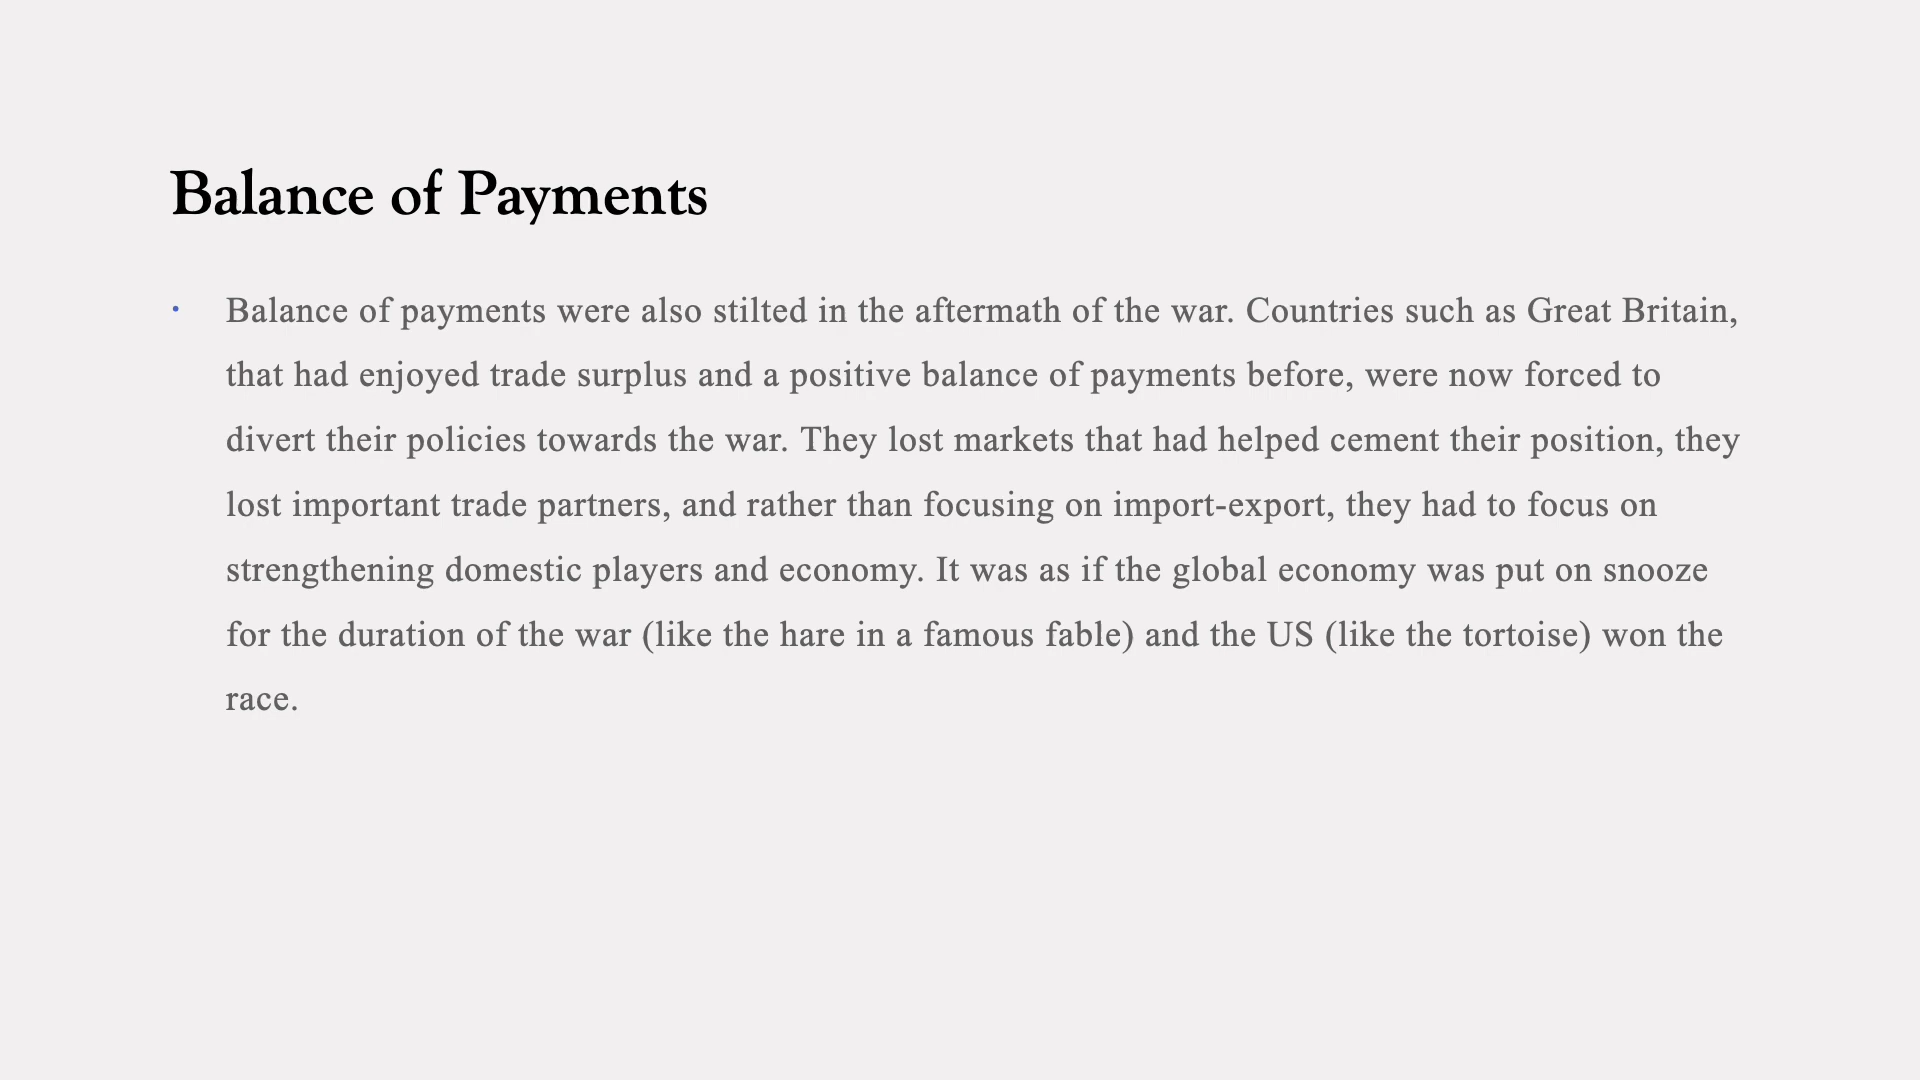 Balance of Payments
• Balance of payments were also stilted in the aftermath of the war. Countries such as Great Britain,
that had enjoyed trade surplus and a positive balance of payments before, were now forced to
divert their policies towards the war. They lost markets that had helped cement their position, they
lost important trade partners, and rather than focusing on import-export, they had to focus on
strengthening domestic players and economy. It was as if the global economy was put on snooze
for the duration of the war (like the hare in a famous fable) and the US (like the tortoise) won the
race.